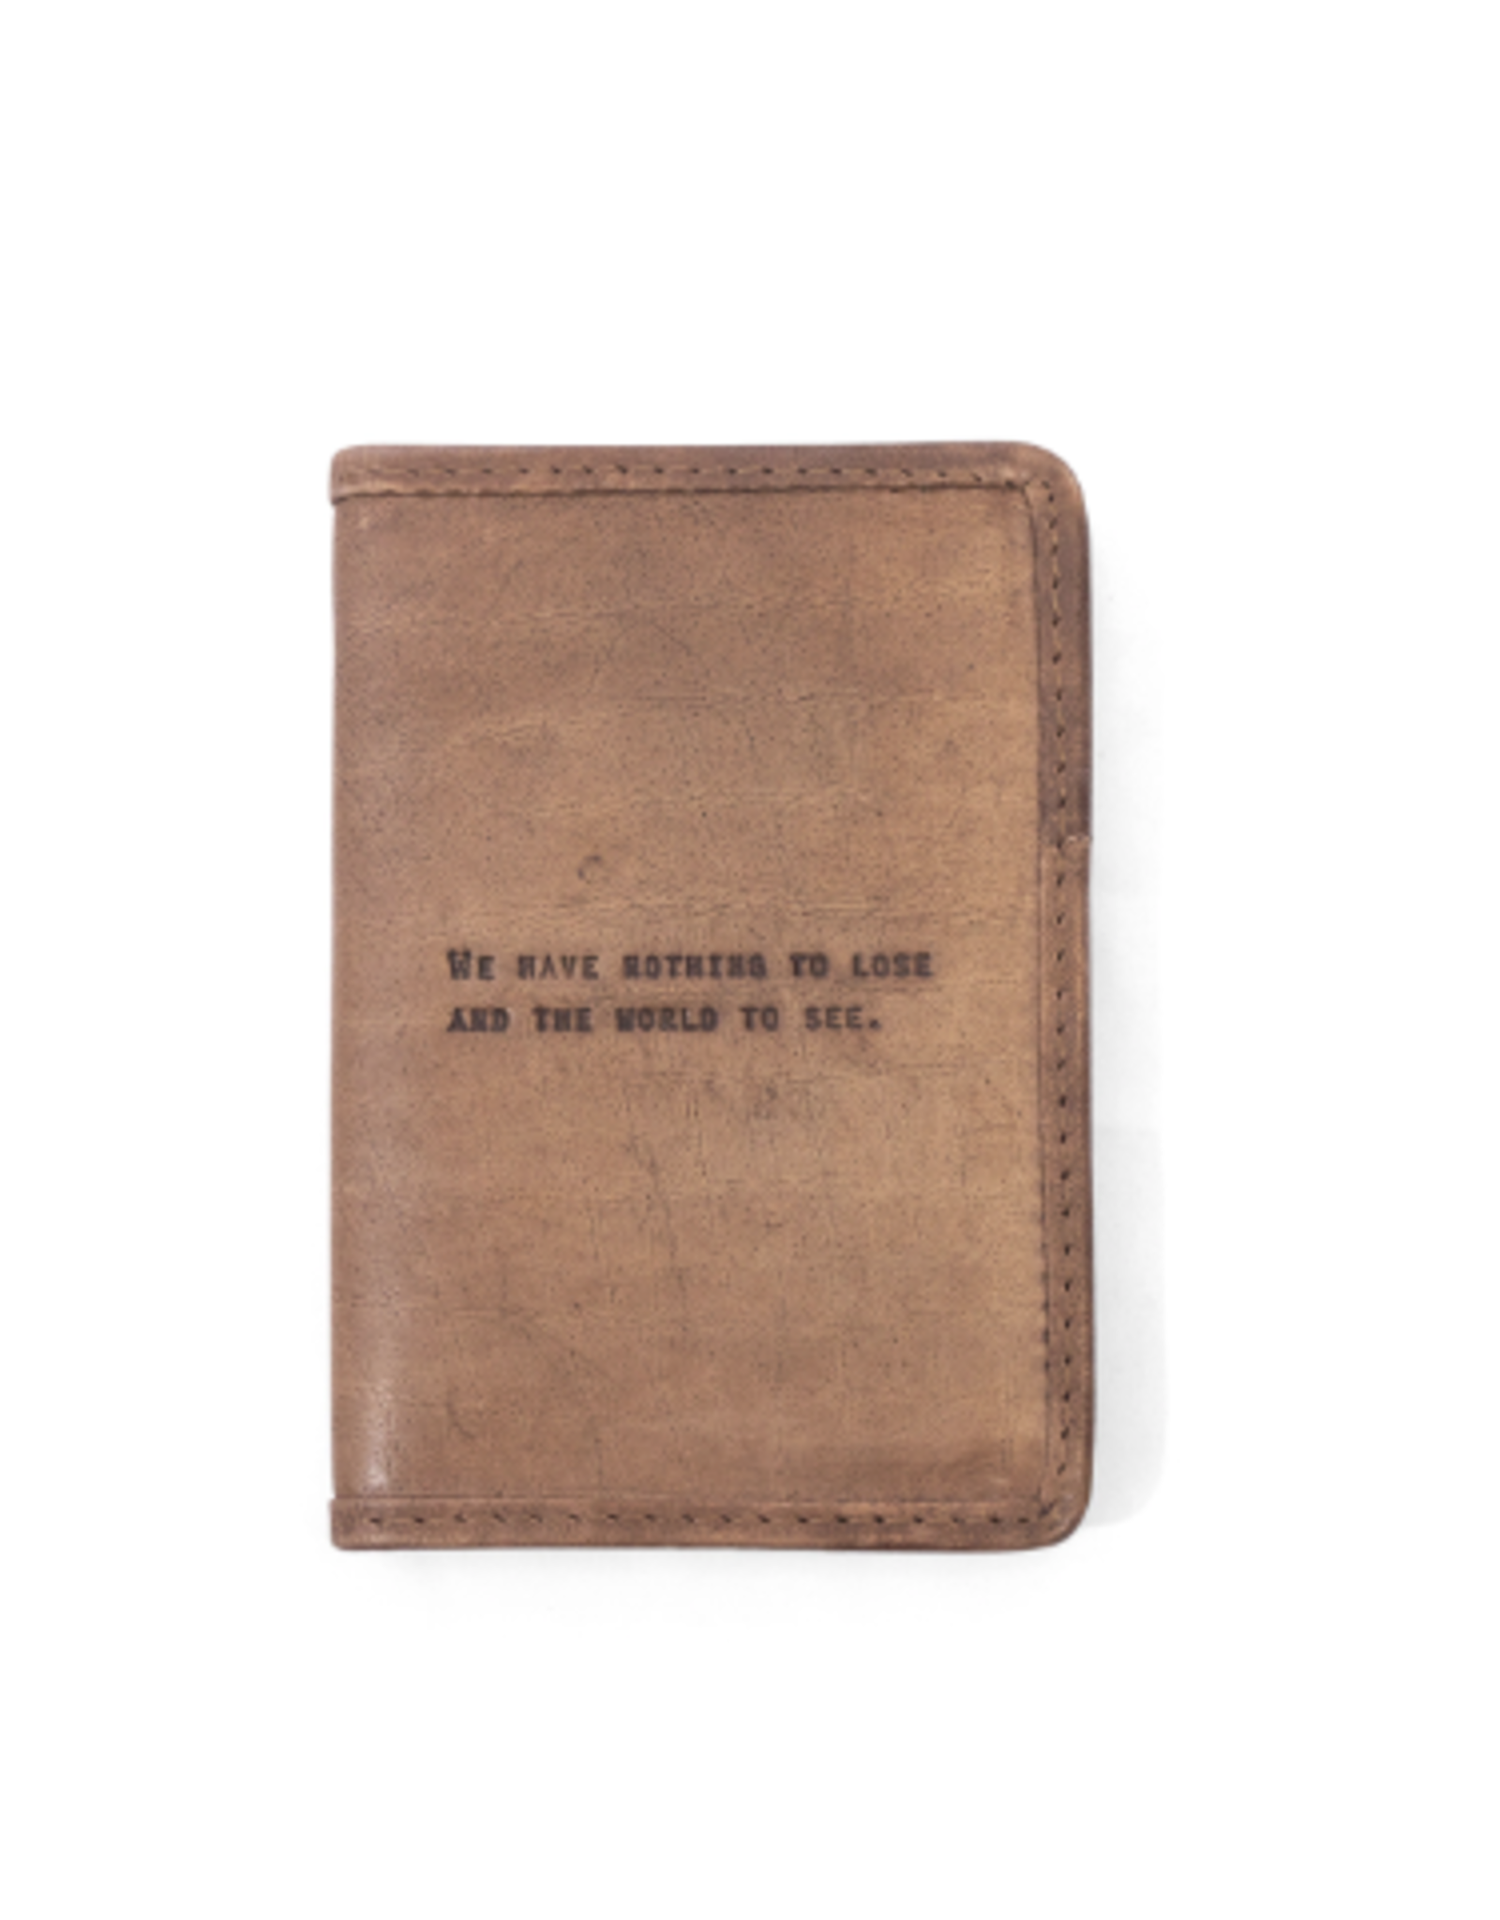 WE HAVE NOTHING TO LOSE
AND THE WORLD TO SEE.